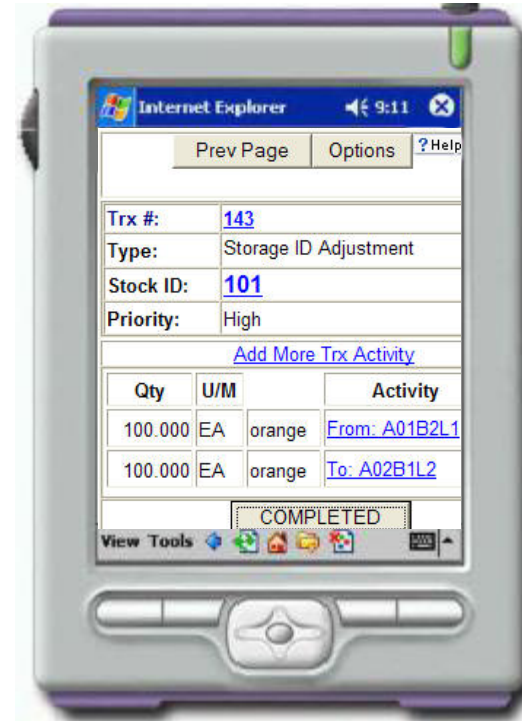 Internet Explorer 9:11
Prev Page Options ? Help
Trx #: 143
Type: Storage ID Adjustment
Stock ID: 101
Priority: High
Add More Trx Activity
Qty U/M Activity
100.000 EA orange From: A01B2L1
100.000 EA orange To: A02B1L2
COMPLETED
View Tools